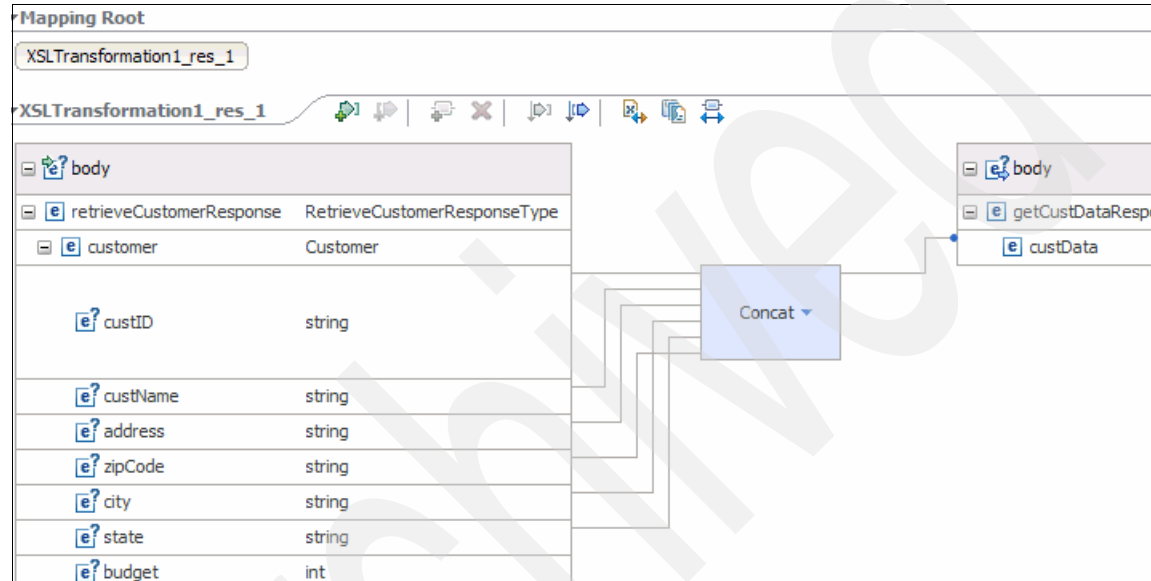 Mapping Root
XSLTransformation1_res_1
XSLTransformation1_res_1
body
retrieveCustomerResponse RetrieveCustomerResponseType
customer Customer
custID string
custName string
address string
zipCode string
city string
state string
budget int
Concat
body
getCustDataRespo
custData